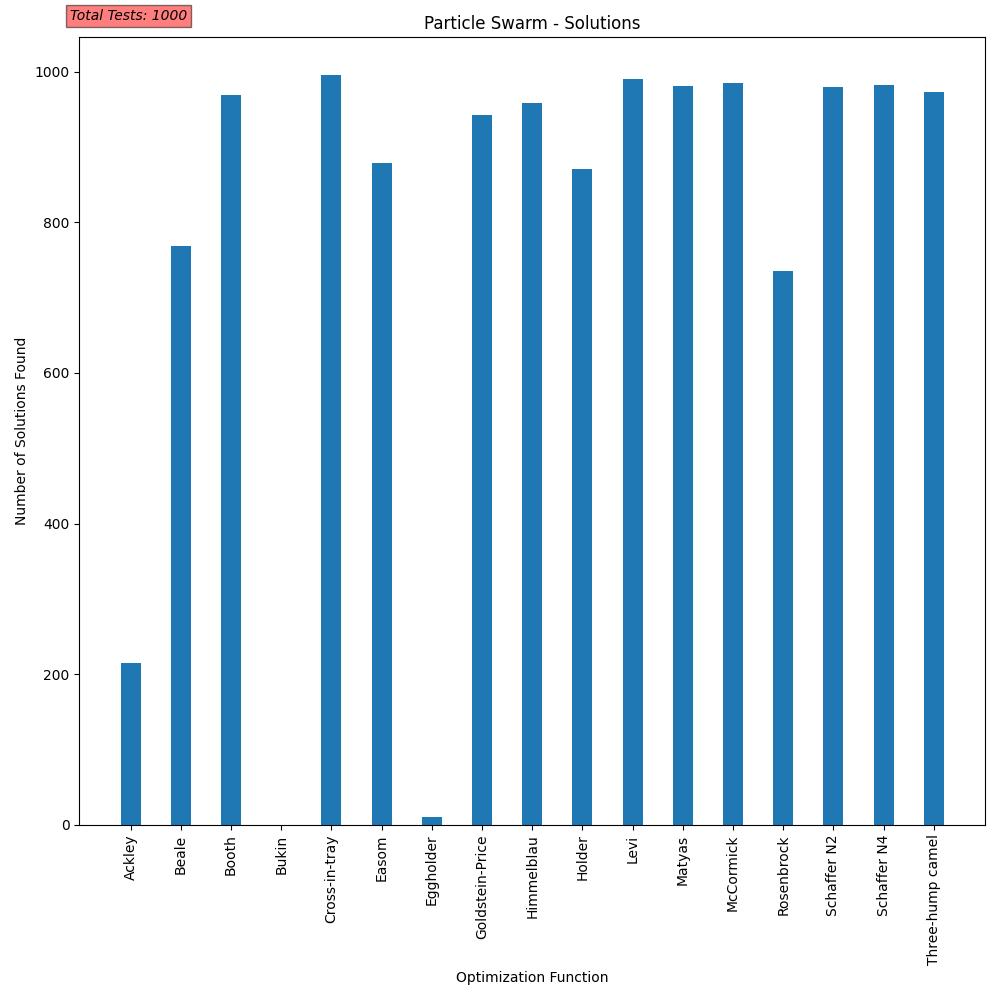 Total Tests: 1000
Particle Swarm - Solutions
Number of Solutions Found
1000
800
600
400
200
0
Ackley
Beale
Booth
Bukin
Cross-in-tray
Easom
Eggholder
Goldstein-Price
Himmelblau
Holder
Levi
Matyas
McCormick
Rosenbrock
Schaffer N2
Schaffer N4
Three-hump camel
Optimization Function